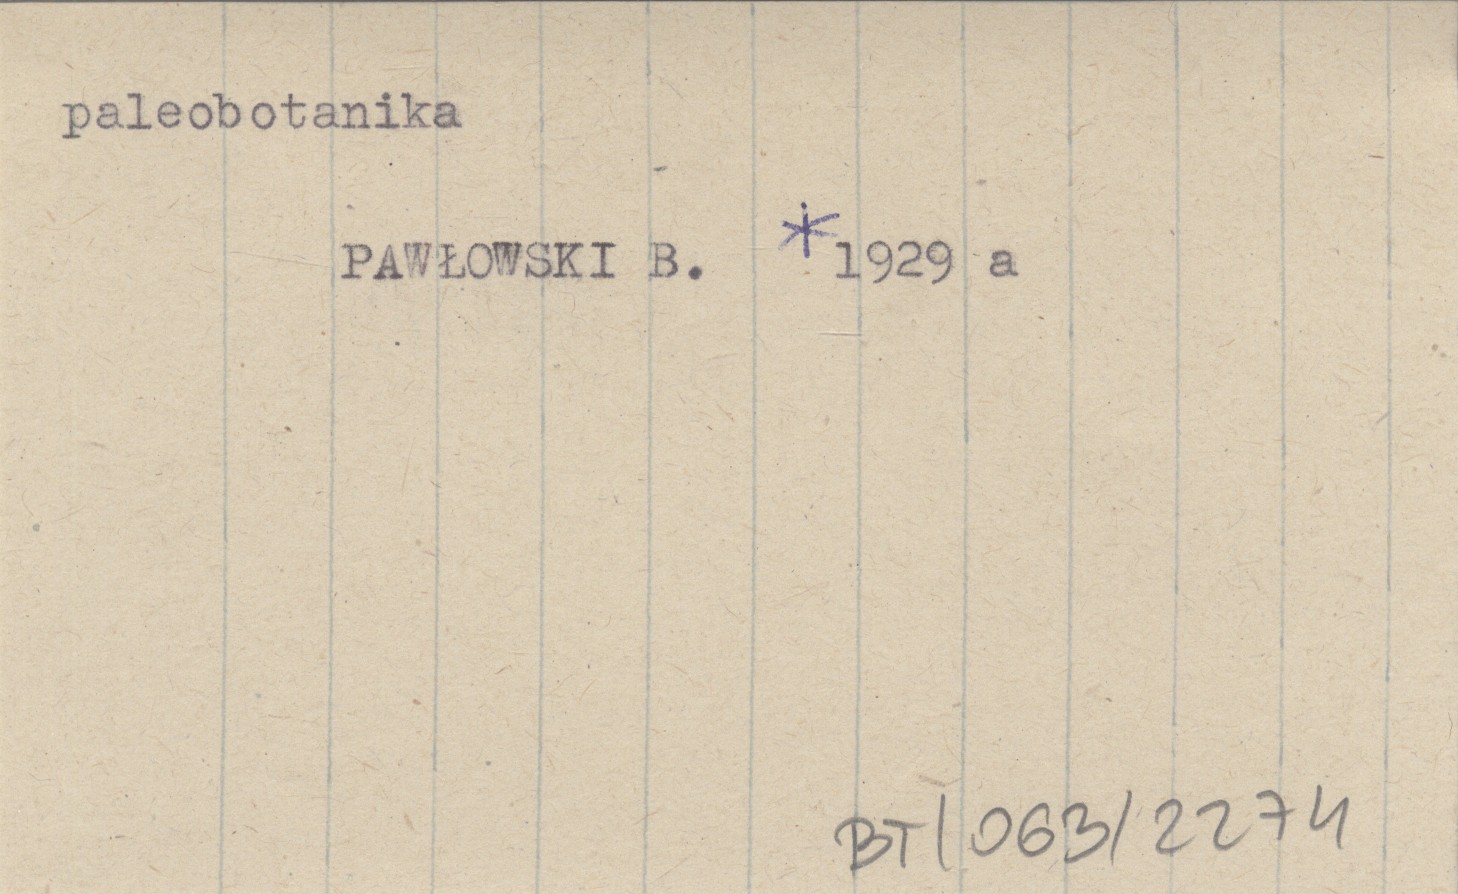 paleobotanika
PAWŁOWSKI B. *1929 a
BT/063/2274